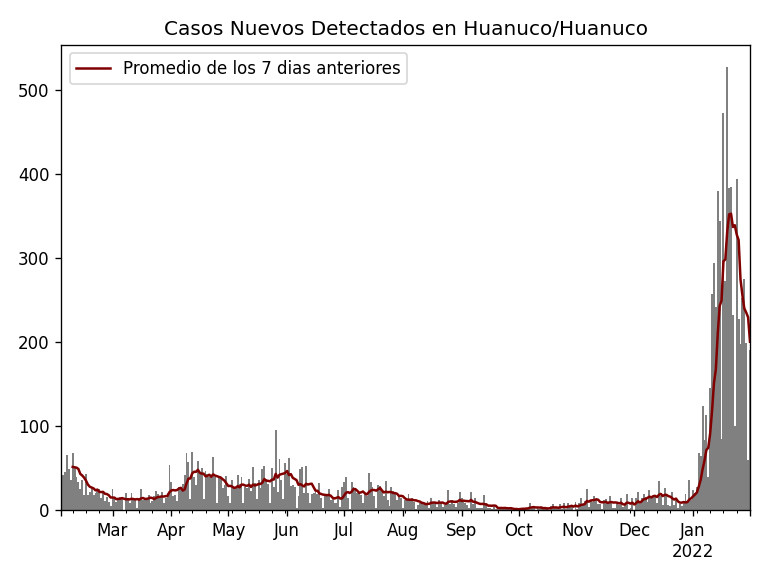 Casos Nuevos Detectados en Huanuco/Huanuco
Promedio de los 7 dias anteriores
500
400
300
200
100
0
Mar Apr May Jun Jul Aug Sep Oct Nov Dec Jan
2022